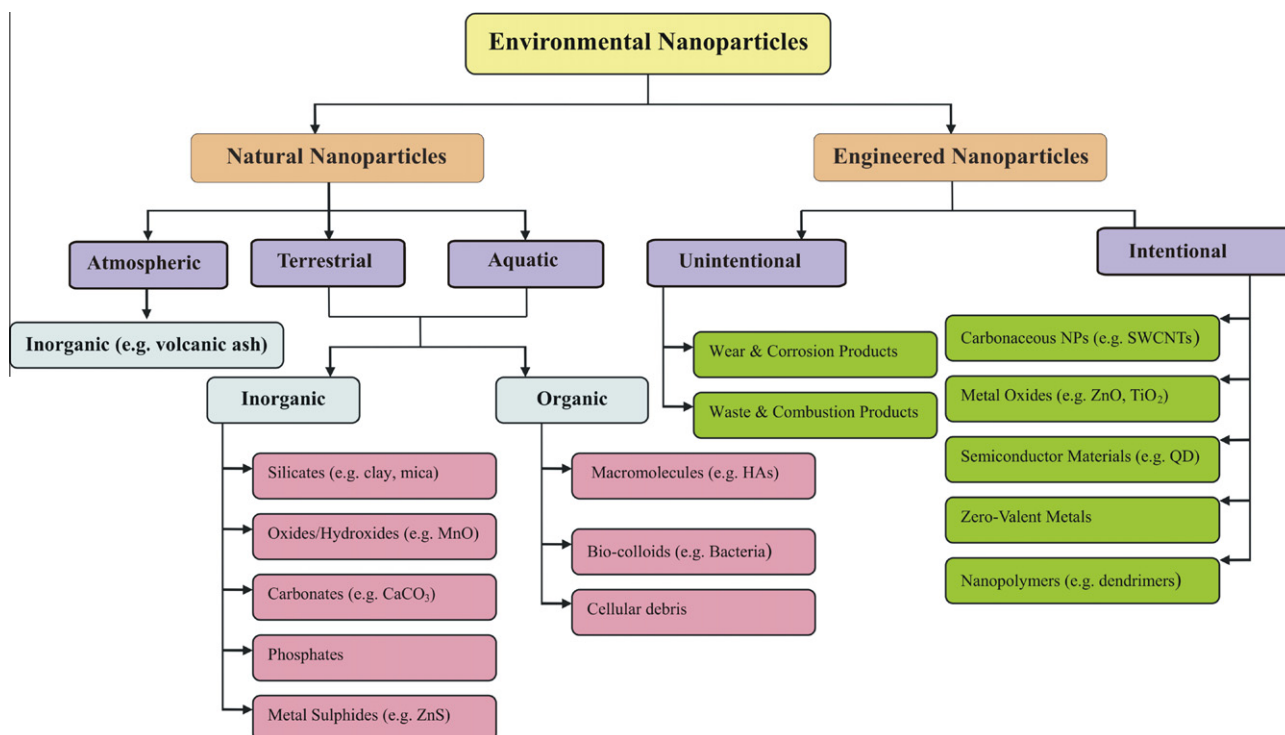 Environmental Nanoparticles
Natural Nanoparticles
Engineered Nanoparticles
Atmospheric
Terrestrial
Aquatic
Unintentional
Intentional
Inorganic (e.g. volcanic ash)
Inorganic
Organic
Silicates (e.g. clay, mica)
Oxides/Hydroxides (e.g. MnO)
Carbonates (e.g. CaCO₃)
Phosphates
Metal Sulphides (e.g. ZnS)
Macromolecules (e.g. HAs)
Bio-colloids (e.g. Bacteria)
Cellular debris
Wear & Corrosion Products
Waste & Combustion Products
Carbonaceous NPs (e.g. SWCNTs)
Metal Oxides (e.g. ZnO, TiO₂)
Semiconductor Materials (e.g. QD)
Zero-Valent Metals
Nanopolymers (e.g. dendrimers)